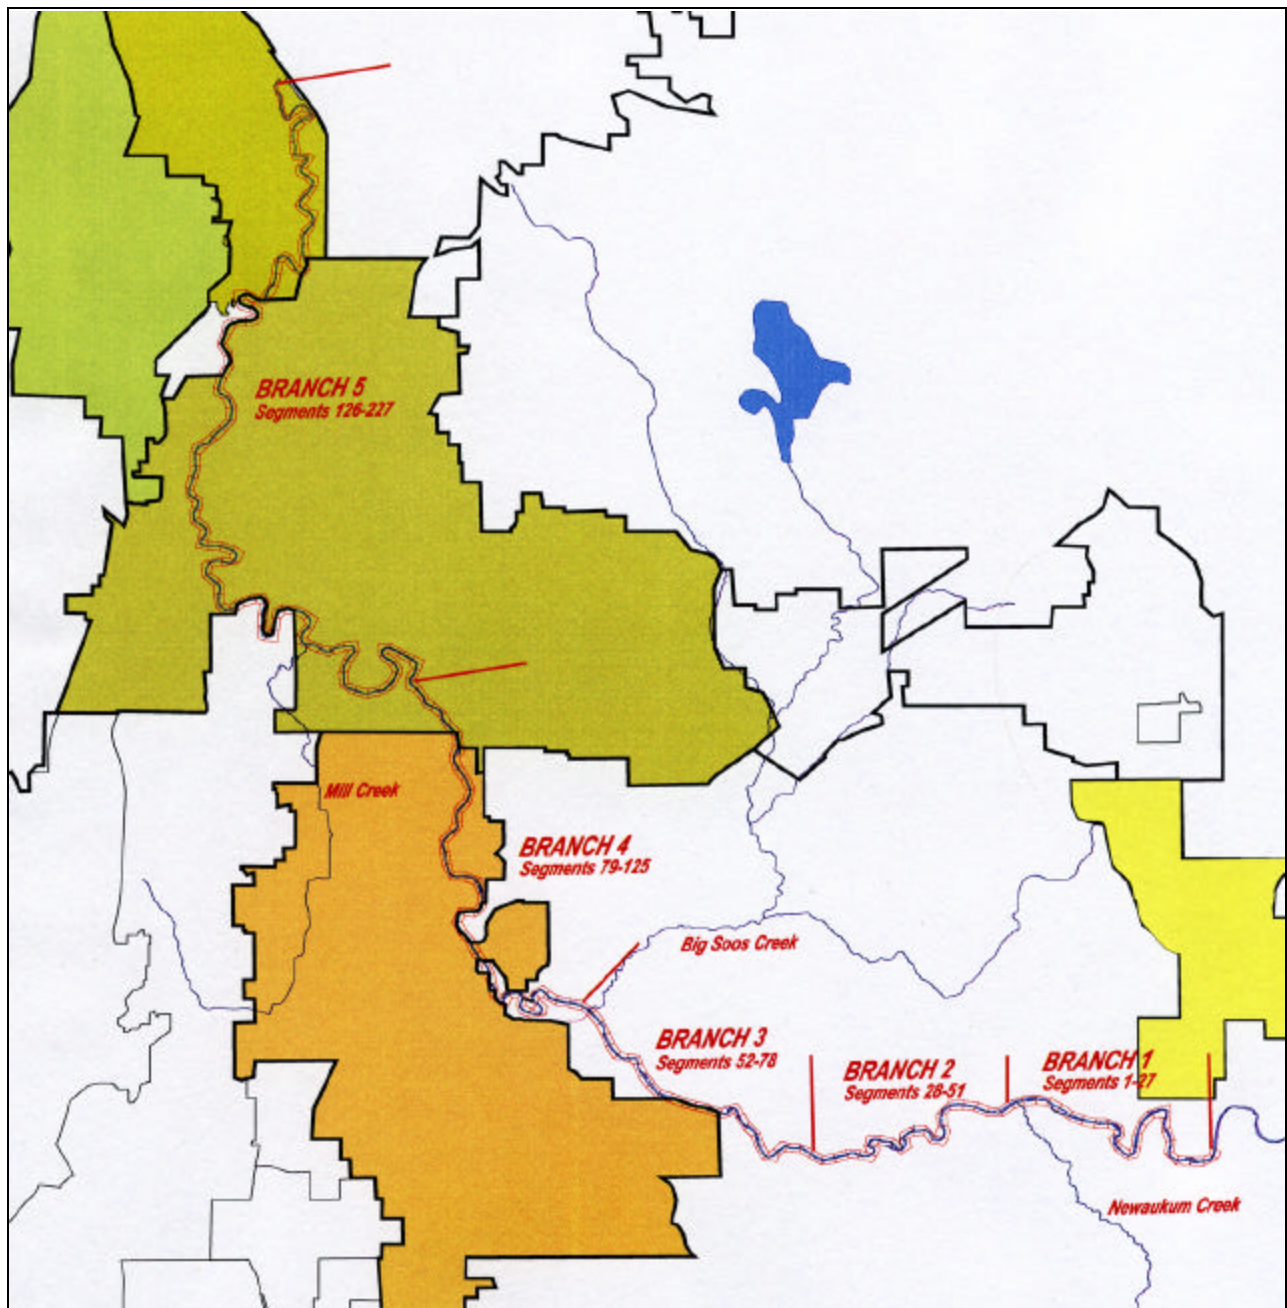 BRANCH 5
Segments 126-227
Mill Creek
BRANCH 4
Segments 79-125
Big Soos Creek
BRANCH 3
Segments 52-78
BRANCH 2
Segments 28-51
BRANCH 1
Segments 1-27
Newaukum Creek